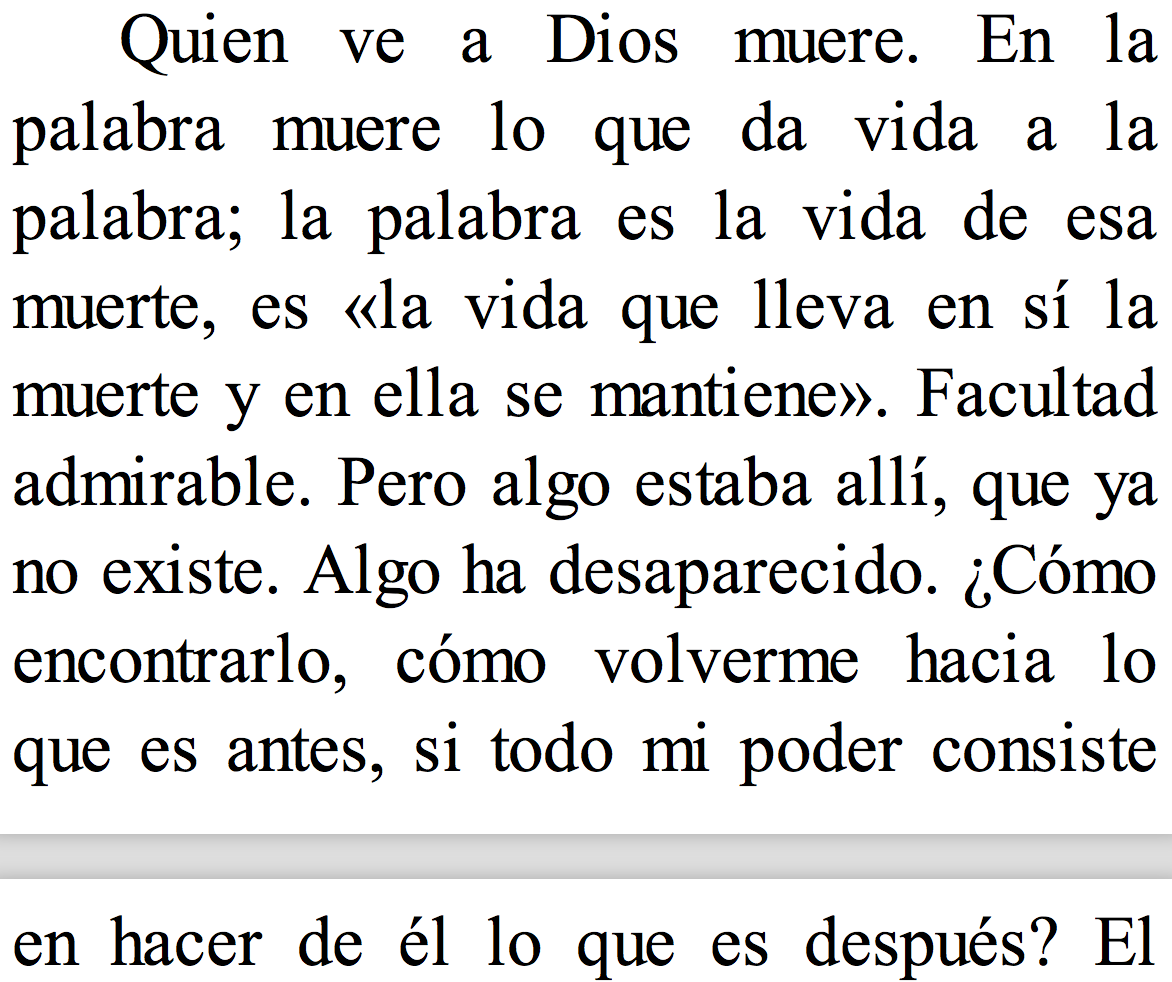 Quien ve a Dios muere. En la
palabra muere lo que da vida a la
palabra; la palabra es la vida de esa
muerte, es «la vida que lleva en sí la
muerte y en ella se mantiene». Facultad
admirable. Pero algo estaba allí, que ya
no existe. Algo ha desaparecido. ¿Cómo
encontrarlo, cómo volverme hacia lo
que es antes, si todo mi poder consiste
en hacer de él lo que es después? El